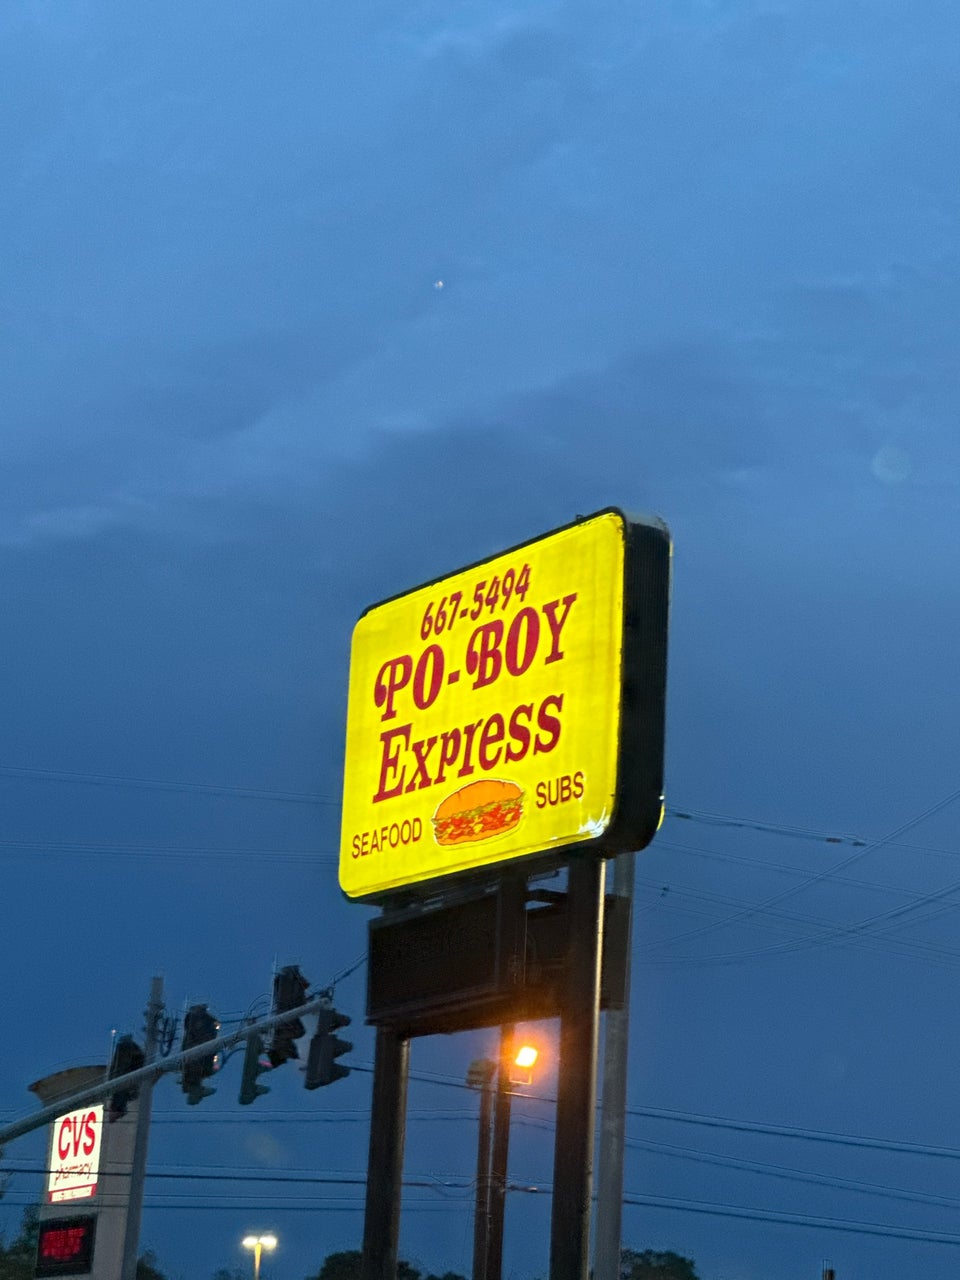 667-5494
PO-BOY
Express
SEAFOOD SUBS
CVS
pharmacy